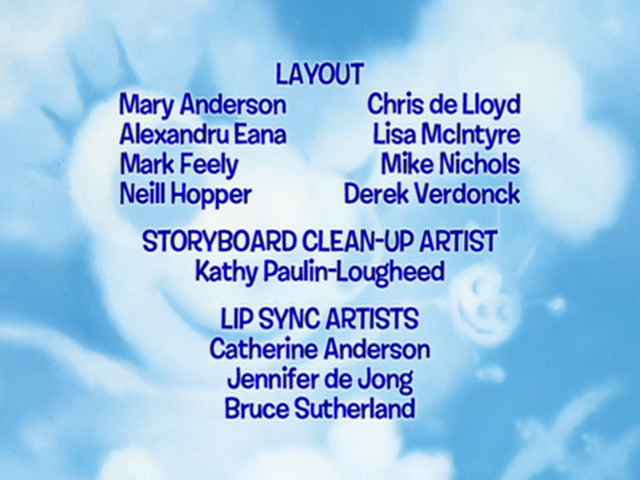 LAYOUT
Mary Anderson Chris de Lloyd
Alexandru Eana Lisa McIntyre
Mark Feely Mike Nichols
Neill Hopper Derek Verdonck
STORYBOARD CLEAN-UP ARTIST
Kathy Paulin-Lougheed
LIP SYNC ARTISTS
Catherine Anderson
Jennifer de Jong
Bruce Sutherland